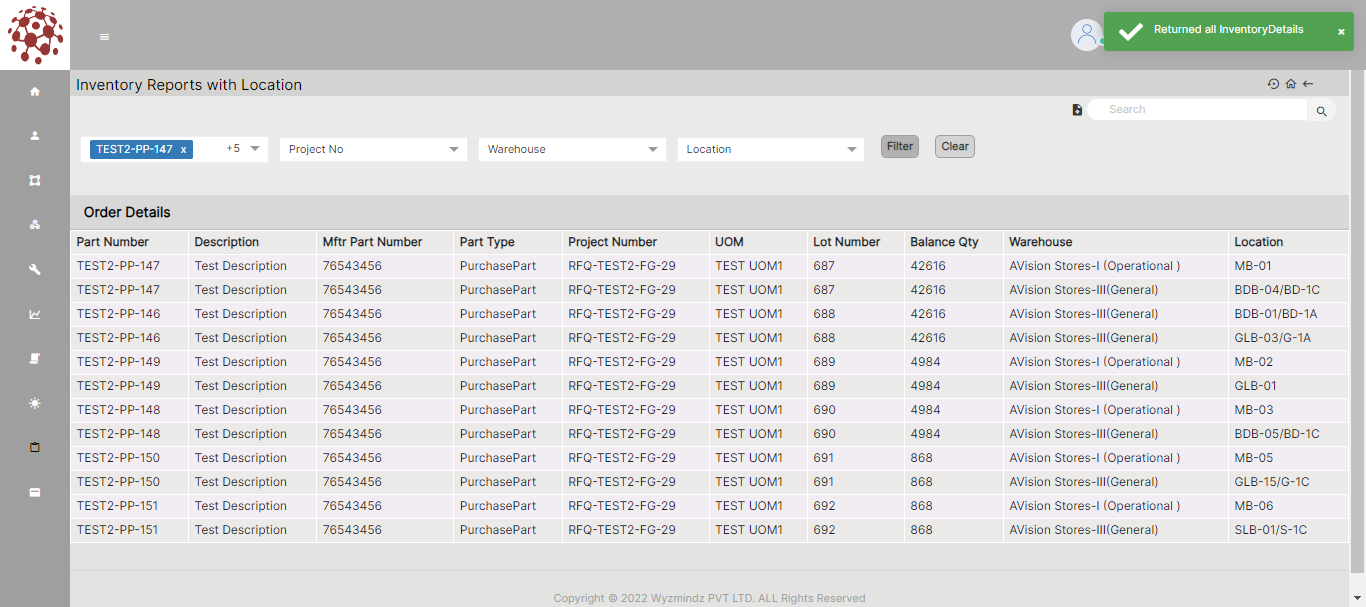 Returned all InventoryDetails ×
Inventory Reports with Location
Search
TEST2-PP-147 x +5 Project No Warehouse Location Filter Clear
Order Details
Part Number Description Mftr Part Number Part Type Project Number UOM Lot Number Balance Qty Warehouse Location
TEST2-PP-147 Test Description 76543456 PurchasePart RFQ-TEST2-FG-29 TEST UOM1 687 42616 AVision Stores-I (Operational ) MB-01
TEST2-PP-147 Test Description 76543456 PurchasePart RFQ-TEST2-FG-29 TEST UOM1 687 42616 AVision Stores-III(General) BDB-04/BD-1C
TEST2-PP-146 Test Description 76543456 PurchasePart RFQ-TEST2-FG-29 TEST UOM1 688 42616 AVision Stores-III(General) BDB-01/BD-1A
TEST2-PP-146 Test Description 76543456 PurchasePart RFQ-TEST2-FG-29 TEST UOM1 688 42616 AVision Stores-III(General) GLB-03/G-1A
TEST2-PP-149 Test Description 76543456 PurchasePart RFQ-TEST2-FG-29 TEST UOM1 689 4984 AVision Stores-I (Operational ) MB-02
TEST2-PP-149 Test Description 76543456 PurchasePart RFQ-TEST2-FG-29 TEST UOM1 689 4984 AVision Stores-III(General) GLB-01
TEST2-PP-148 Test Description 76543456 PurchasePart RFQ-TEST2-FG-29 TEST UOM1 690 4984 AVision Stores-I (Operational ) MB-03
TEST2-PP-148 Test Description 76543456 PurchasePart RFQ-TEST2-FG-29 TEST UOM1 690 4984 AVision Stores-III(General) BDB-05/BD-1C
TEST2-PP-150 Test Description 76543456 PurchasePart RFQ-TEST2-FG-29 TEST UOM1 691 868 AVision Stores-I (Operational ) MB-05
TEST2-PP-150 Test Description 76543456 PurchasePart RFQ-TEST2-FG-29 TEST UOM1 691 868 AVision Stores-III(General) GLB-15/G-1C
TEST2-PP-151 Test Description 76543456 PurchasePart RFQ-TEST2-FG-29 TEST UOM1 692 868 AVision Stores-I (Operational ) MB-06
TEST2-PP-151 Test Description 76543456 PurchasePart RFQ-TEST2-FG-29 TEST UOM1 692 868 AVision Stores-III(General) SLB-01/S-1C
Copyright © 2022 Wyzmindz PVT LTD. ALL Rights Reserved